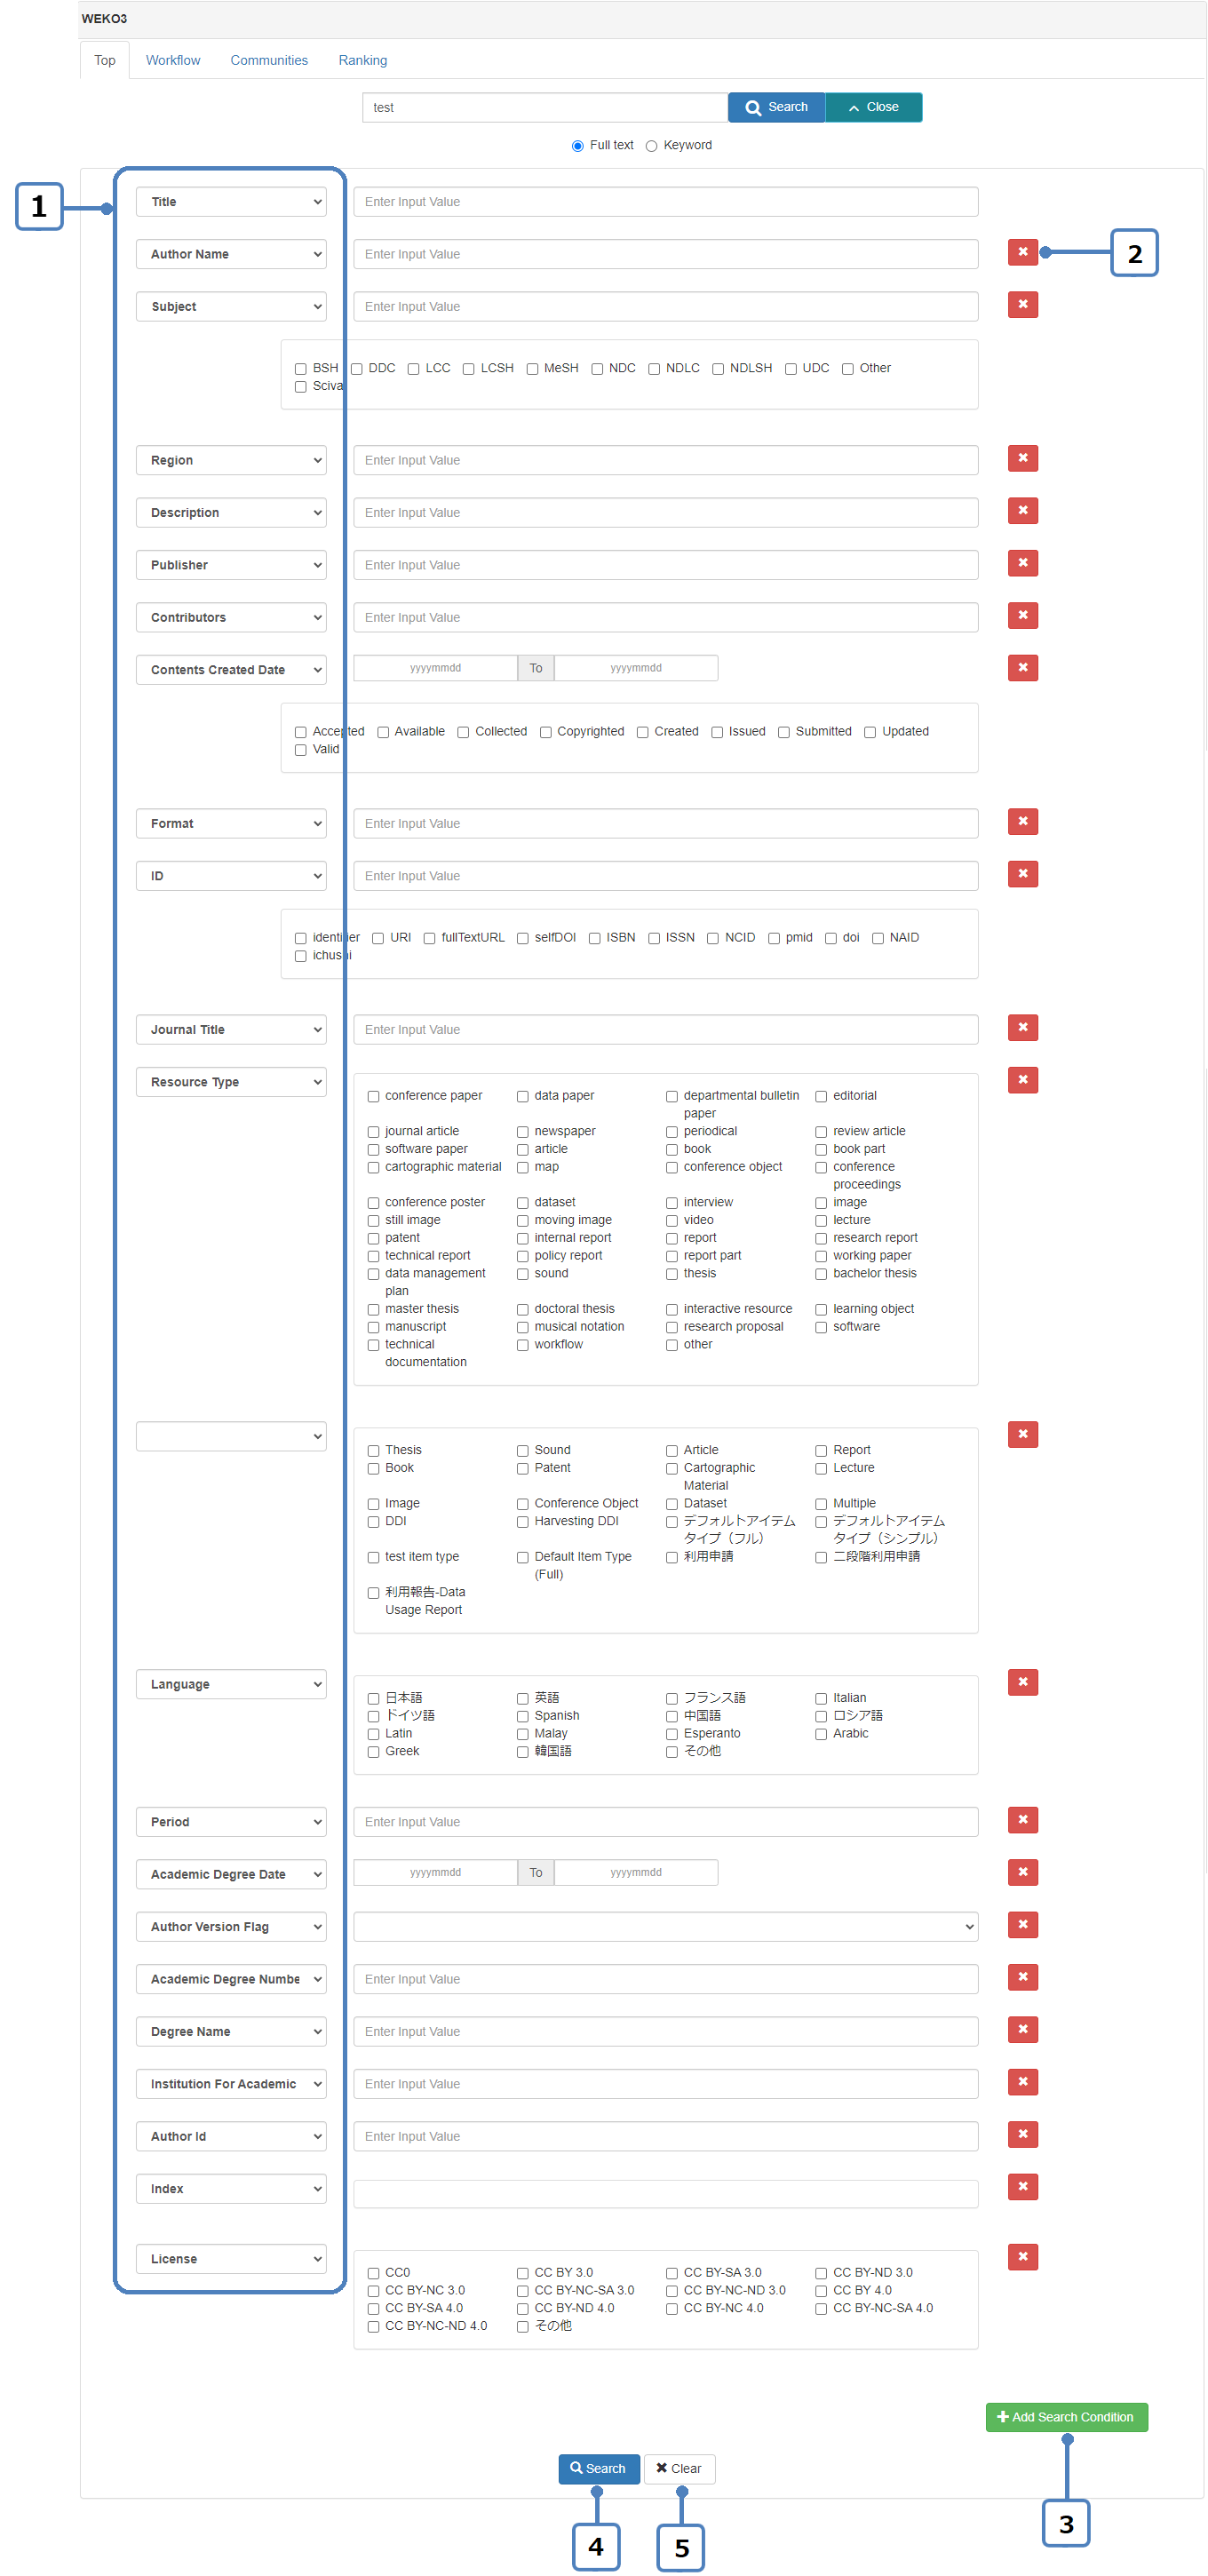 WEKO3
Top Workflow Communities Ranking
test Search Close
Full text Keyword
1
Title Enter Input Value
Author Name Enter Input Value
2
Subject Enter Input Value
BSH DDC LCC LCSH MeSH NDC NDLC NDLSH UDC Other
Sciva
Region Enter Input Value
Description Enter Input Value
Publisher Enter Input Value
Contributors Enter Input Value
Contents Created Date yyyymmdd To yyyymmdd
Accepted Available Collected Copyrighted Created Issued Submitted Updated
Valid
Format Enter Input Value
ID Enter Input Value
identifier URI fullTextURL selfDOI ISBN ISSN NCID pmid doi NAID
ichushi
Journal Title Enter Input Value
Resource Type
conference paper data paper departmental bulletin editorial
paper
journal article newspaper periodical review article
software paper article book book part
cartographic material map conference object conference
proceedings
conference poster dataset interview image
still image moving image video lecture
patent internal report report research report
technical report policy report report part working paper
data management sound thesis bachelor thesis
plan
master thesis doctoral thesis interactive resource learning object
manuscript musical notation research proposal software
technical workflow other
documentation
Thesis Sound Article Report
Book Patent Cartographic Lecture
Material
Image Conference Object Dataset Multiple
DDI Harvesting DDI デフォルトアイテム デフォルトアイテム
タイプ（フル） タイプ（シンプル）
test item type Default Item Type 利用申請 二段階利用申請
(Full)
利用報告-Data
Usage Report
Language
日本語 英語 フランス語 Italian
ドイツ語 Spanish 中国語 ロシア語
Latin Malay Esperanto Arabic
Greek 韓国語 その他
Period Enter Input Value
Academic Degree Date yyyymmdd To yyyymmdd
Author Version Flag
Academic Degree Numbe Enter Input Value
Degree Name Enter Input Value
Institution For Academic Enter Input Value
Author Id Enter Input Value
Index
License
CC0 CC BY 3.0 CC BY-SA 3.0 CC BY-ND 3.0
CC BY-NC 3.0 CC BY-NC-SA 3.0 CC BY-NC-ND 3.0 CC BY 4.0
CC BY-SA 4.0 CC BY-ND 4.0 CC BY-NC 4.0 CC BY-NC-SA 4.0
CC BY-NC-ND 4.0 その他
Add Search Condition
Search Clear
3
4 5